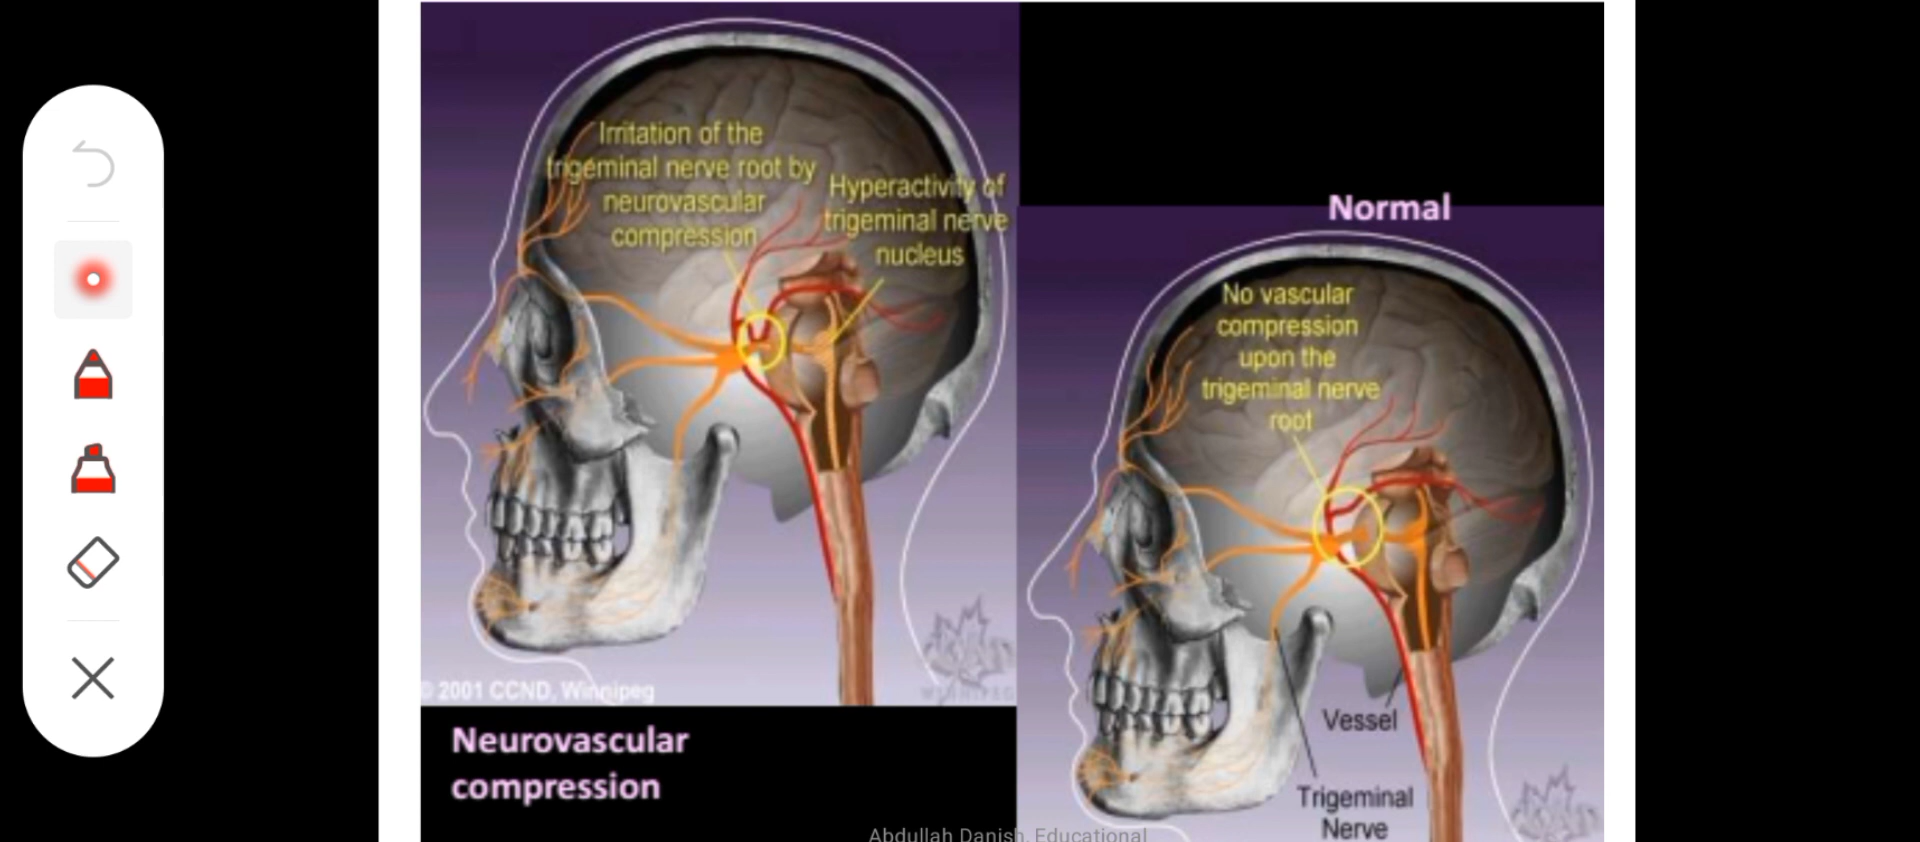 Irritation of the
trigeminal nerve root by
neurovascular
compression
Hyperactivity of
trigeminal nerve
nucleus
© 2001 CCND, Winnipeg
WINNIPEG
Neurovascular
compression
Normal
No vascular
compression
upon the
trigeminal nerve
root
Vessel
Trigeminal
Nerve
Abdullah Danish, Educational